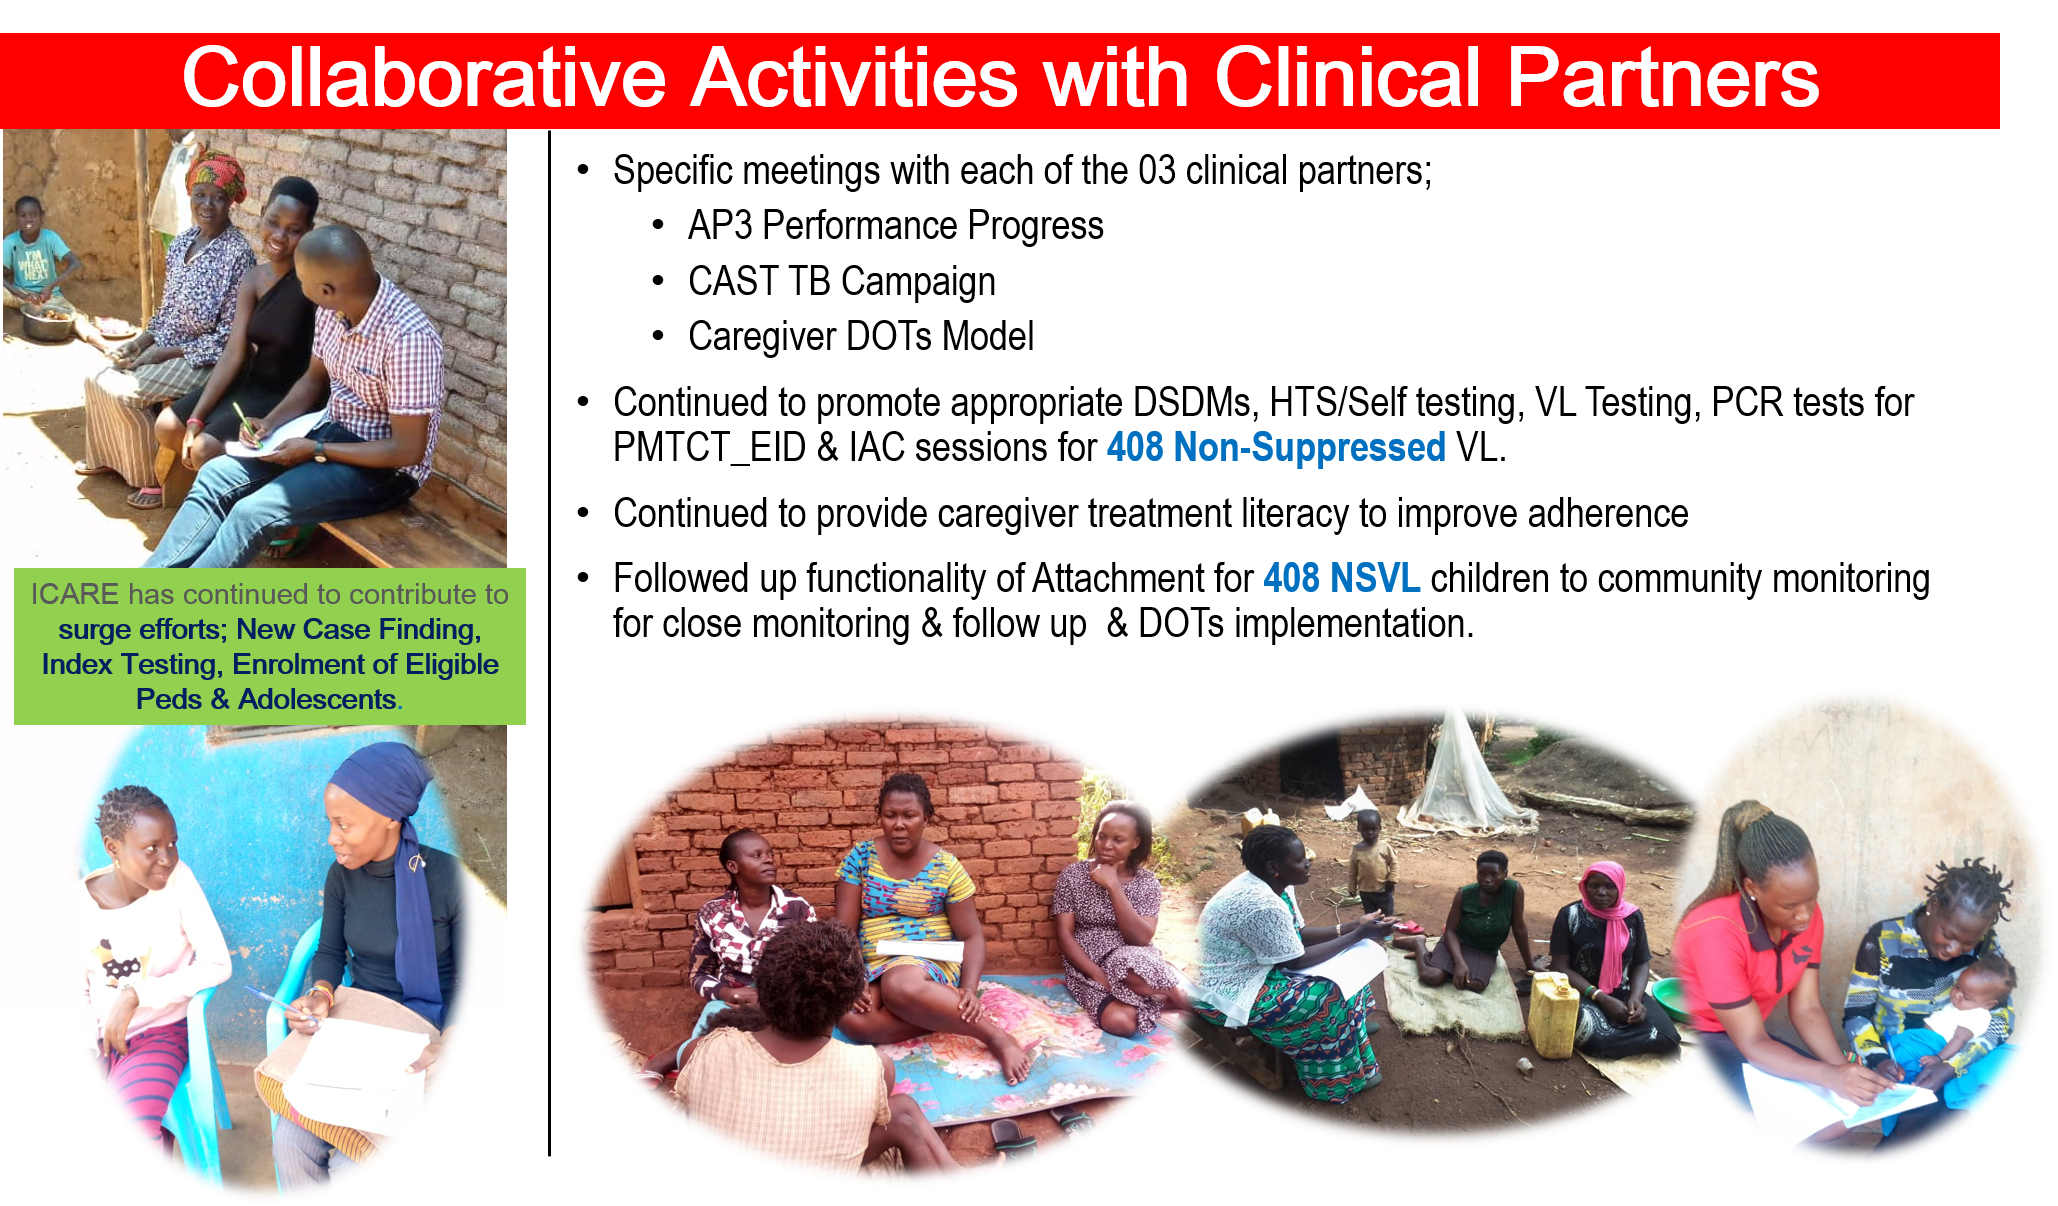 Collaborative Activities with Clinical Partners
I'M
WHAT
NEXT
ICARE has continued to contribute to
surge efforts; New Case Finding,
Index Testing, Enrolment of Eligible
Peds & Adolescents.
• Specific meetings with each of the 03 clinical partners;
• AP3 Performance Progress
• CAST TB Campaign
• Caregiver DOTs Model
• Continued to promote appropriate DSDMs, HTS/Self testing, VL Testing, PCR tests for
PMTCT_EID & IAC sessions for 408 Non-Suppressed VL.
• Continued to provide caregiver treatment literacy to improve adherence
• Followed up functionality of Attachment for 408 NSVL children to community monitoring
for close monitoring & follow up  & DOTs implementation.